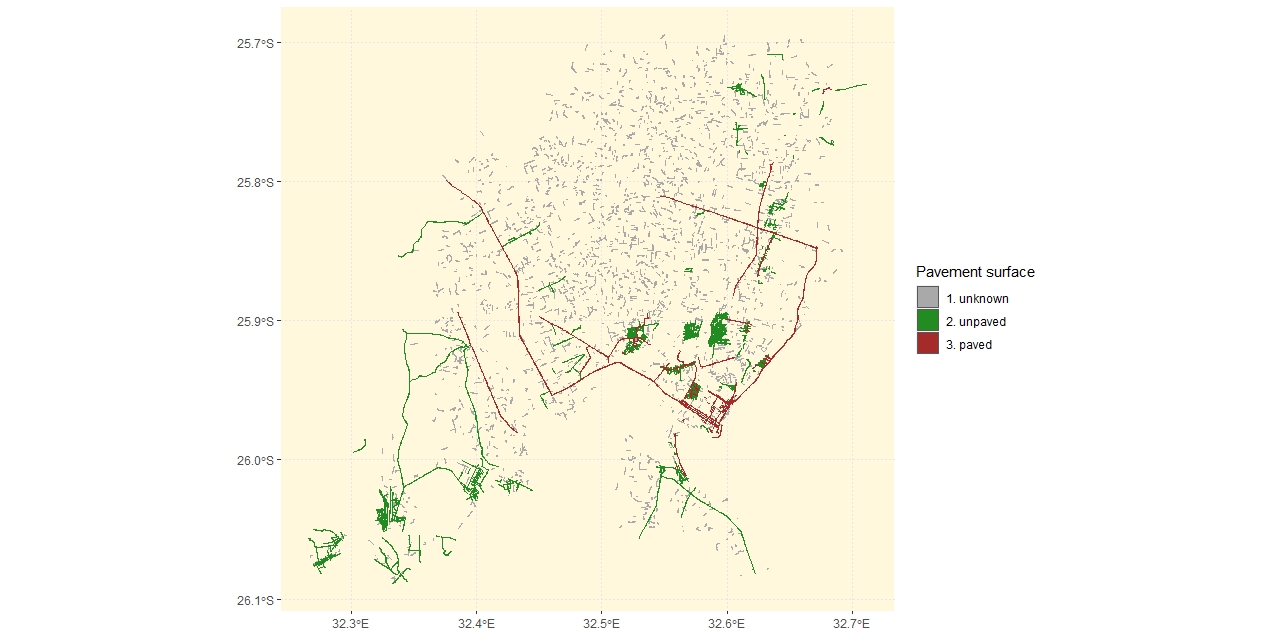 25.7°S
25.8°S
25.9°S
26.0°S
26.1°S
32.3°E
32.4°E
32.5°E
32.6°E
32.7°E
Pavement surface
1. unknown
2. unpaved
3. paved